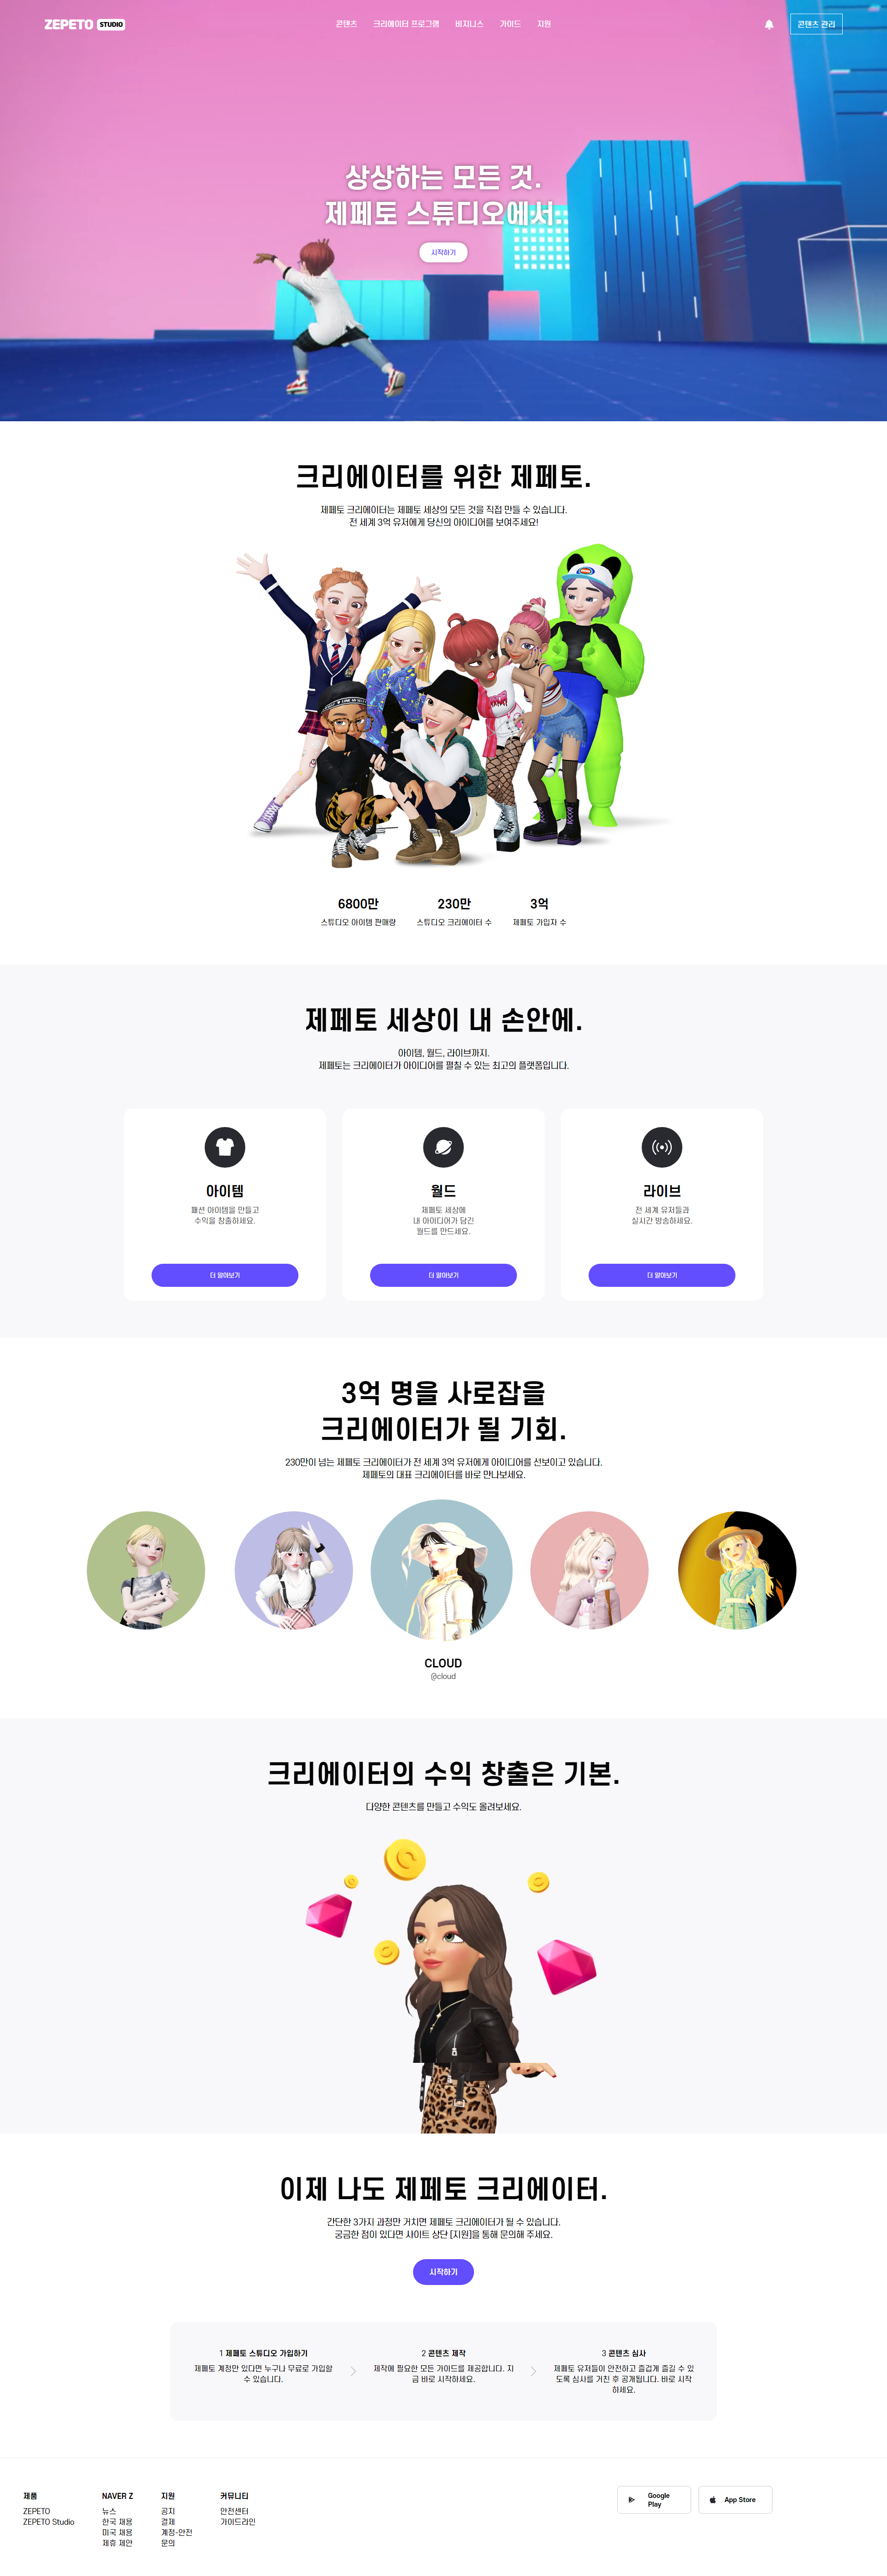 ZEPETO STUDIO
콘텐츠 크리에이터 프로그램 비지니스 가이드 지원
콘텐츠 관리
상상하는 모든 것.
제페토 스튜디오에서.
시작하기
크리에이터를 위한 제페토.
제페토 크리에이터는 제페토 세상의 모든 것을 직접 만들 수 있습니다.
전 세계 3억 유저에게 당신의 아이디어를 보여주세요!
6800만
스튜디오 아이템 판매량
230만
스튜디오 크리에이터 수
3억
제페토 가입자 수
제페토 세상이 내 손안에.
아이템, 월드, 라이브까지.
제페토는 크리에이터가 아이디어를 펼칠 수 있는 최고의 플랫폼입니다.
아이템
패션 아이템을 만들고
수익을 창출하세요.
더 알아보기
월드
제페토 세상에
내 아이디어가 담긴
월드를 만드세요.
더 알아보기
라이브
전 세계 유저들과
실시간 방송하세요.
더 알아보기
3억 명을 사로잡을
크리에이터가 될 기회.
230만이 넘는 제페토 크리에이터가 전 세계 3억 유저에게 아이디어를 선보이고 있습니다.
제페토의 대표 크리에이터를 바로 만나보세요.
CLOUD
@cloud
크리에이터의 수익 창출은 기본.
다양한 콘텐츠를 만들고 수익도 올려보세요.
이제 나도 제페토 크리에이터.
간단한 3가지 과정만 거치면 제페토 크리에이터가 될 수 있습니다.
궁금한 점이 있다면 사이트 상단 [지원]을 통해 문의해 주세요.
시작하기
1 제페토 스튜디오 가입하기
제페토 계정만 있다면 누구나 무료로 가입할
수 있습니다.
2 콘텐츠 제작
제작에 필요한 모든 가이드를 제공합니다. 지
금 바로 시작하세요.
3 콘텐츠 심사
제페토 유저들이 안전하고 즐겁게 즐길 수 있
도록 심사를 거친 후 공개됩니다. 바로 시작
하세요.
제품
ZEPETO
ZEPETO Studio
NAVER Z
뉴스
한국 채용
미국 채용
제휴 제안
지원
공지
결제
계정-안전
문의
커뮤니티
안전센터
가이드라인
Google
Play
App Store